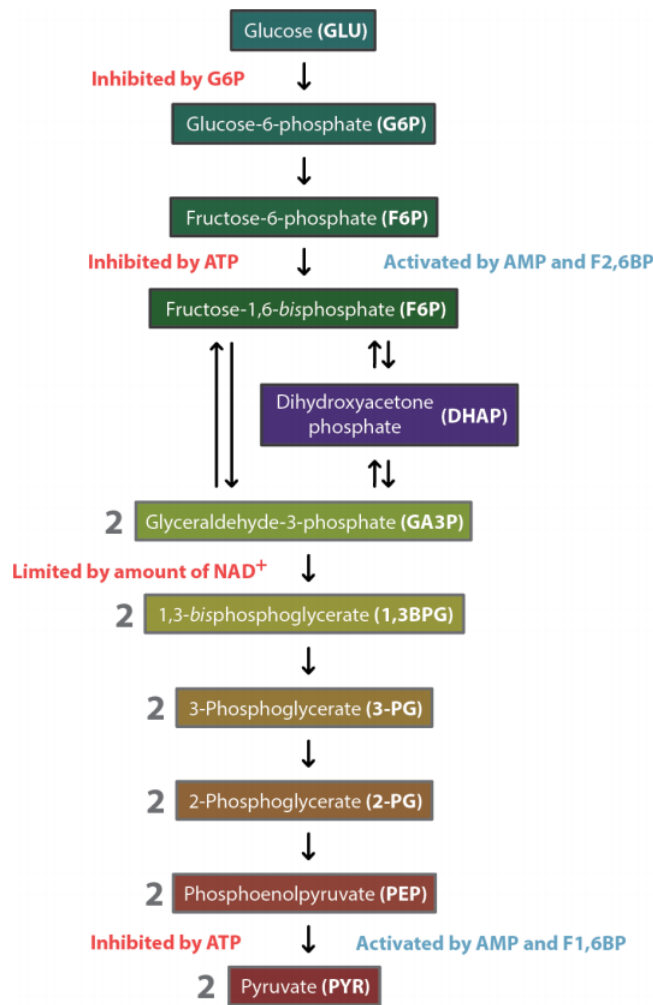 Glucose (GLU)
Inhibited by G6P
Glucose-6-phosphate (G6P)
Fructose-6-phosphate (F6P)
Inhibited by ATP
Activated by AMP and F2,6BP
Fructose-1,6-bisphosphate (F6P)
Dihydroxyacetone
phosphate
(DHAP)
2 Glyceraldehyde-3-phosphate (GA3P)
Limited by amount of NAD⁺
2 1,3-bisphosphoglycerate (1,3BPG)
2 3-Phosphoglycerate (3-PG)
2 2-Phosphoglycerate (2-PG)
2 Phosphoenolpyruvate (PEP)
Inhibited by ATP
Activated by AMP and F1,6BP
2 Pyruvate (PYR)